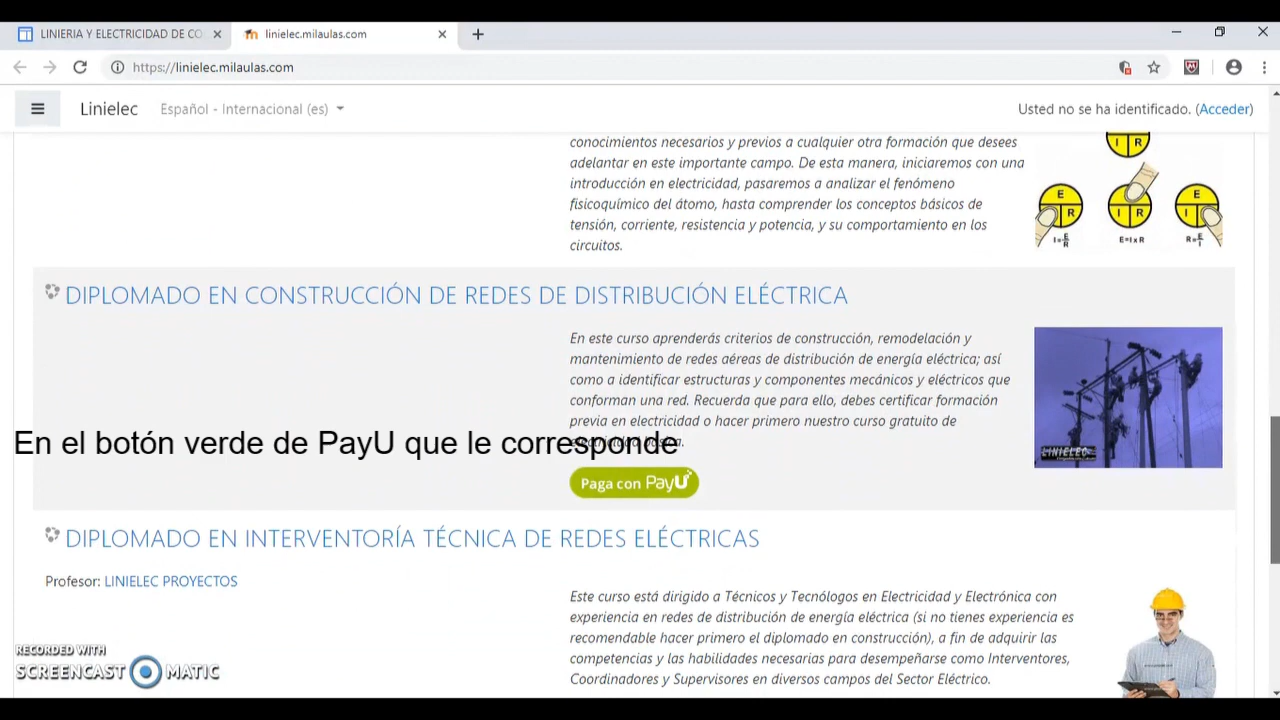 LINIERIA Y ELECTRICIDAD DE CO
linielec.milaulas.com
https://linielec.milaulas.com
Linielec
Español - Internacional (es)
Usted no se ha identificado. (Acceder)
conocimientos necesarios y previos a cualquier otra formación que desees
adelantar en este importante campo. De esta manera, iniciaremos con una
introducción en electricidad, pasaremos a analizar el fenómeno
fisicoquímico del átomo, hasta comprender los conceptos básicos de
tensión, corriente, resistencia y potencia, y su comportamiento en los
circuitos.
I R
E
R
I R
E
I
I=E/R
E=IxR
R=E/I
DIPLOMADO EN CONSTRUCCIÓN DE REDES DE DISTRIBUCIÓN ELÉCTRICA
En este curso aprenderás criterios de construcción, remodelación y
mantenimiento de redes aéreas de distribución de energía eléctrica; así
como a identificar estructuras y componentes mecánicos y eléctricos que
conforman una red. Recuerda que para ello, debes certificar formación
previa en electricidad o hacer primero nuestro curso gratuito de
electricidad básica.
LINIELEC
En el botón verde de PayU que le corresponde
Paga con PayU
DIPLOMADO EN INTERVENTORÍA TÉCNICA DE REDES ELÉCTRICAS
Profesor: LINIELEC PROYECTOS
Este curso está dirigido a Técnicos y Tecnólogos en Electricidad y Electrónica con
experiencia en redes de distribución de energía eléctrica (si no tienes experiencia es
recomendable hacer primero el diplomado en construcción), a fin de adquirir las
competencias y las habilidades necesarias para desempeñarse como Interventores,
Coordinadores y Supervisores en diversos campos del Sector Eléctrico.
RECORDED WITH
SCREENCAST MATIC